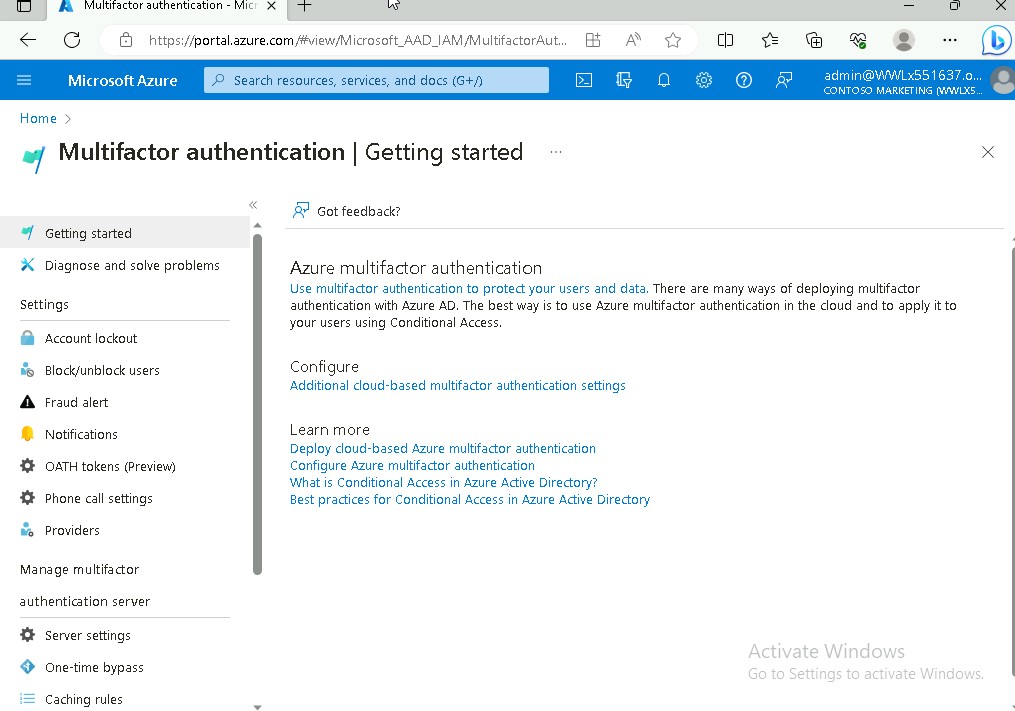 Multifactor authentication - Micr
https://portal.azure.com/#view/Microsoft_AAD_IAM/MultifactorAut...
Microsoft Azure
Search resources, services, and docs (G+/)
admin@WWLx551637.o...
CONTOSO MARKETING (WWLX5...
Home
Multifactor authentication | Getting started
Got feedback?
Getting started
Diagnose and solve problems
Settings
Account lockout
Block/unblock users
Fraud alert
Notifications
OATH tokens (Preview)
Phone call settings
Providers
Manage multifactor
authentication server
Server settings
One-time bypass
Caching rules
Azure multifactor authentication
Use multifactor authentication to protect your users and data. There are many ways of deploying multifactor
authentication with Azure AD. The best way is to use Azure multifactor authentication in the cloud and to apply it to
your users using Conditional Access.
Configure
Additional cloud-based multifactor authentication settings
Learn more
Deploy cloud-based Azure multifactor authentication
Configure Azure multifactor authentication
What is Conditional Access in Azure Active Directory?
Best practices for Conditional Access in Azure Active Directory
Activate Windows
Go to Settings to activate Windows.